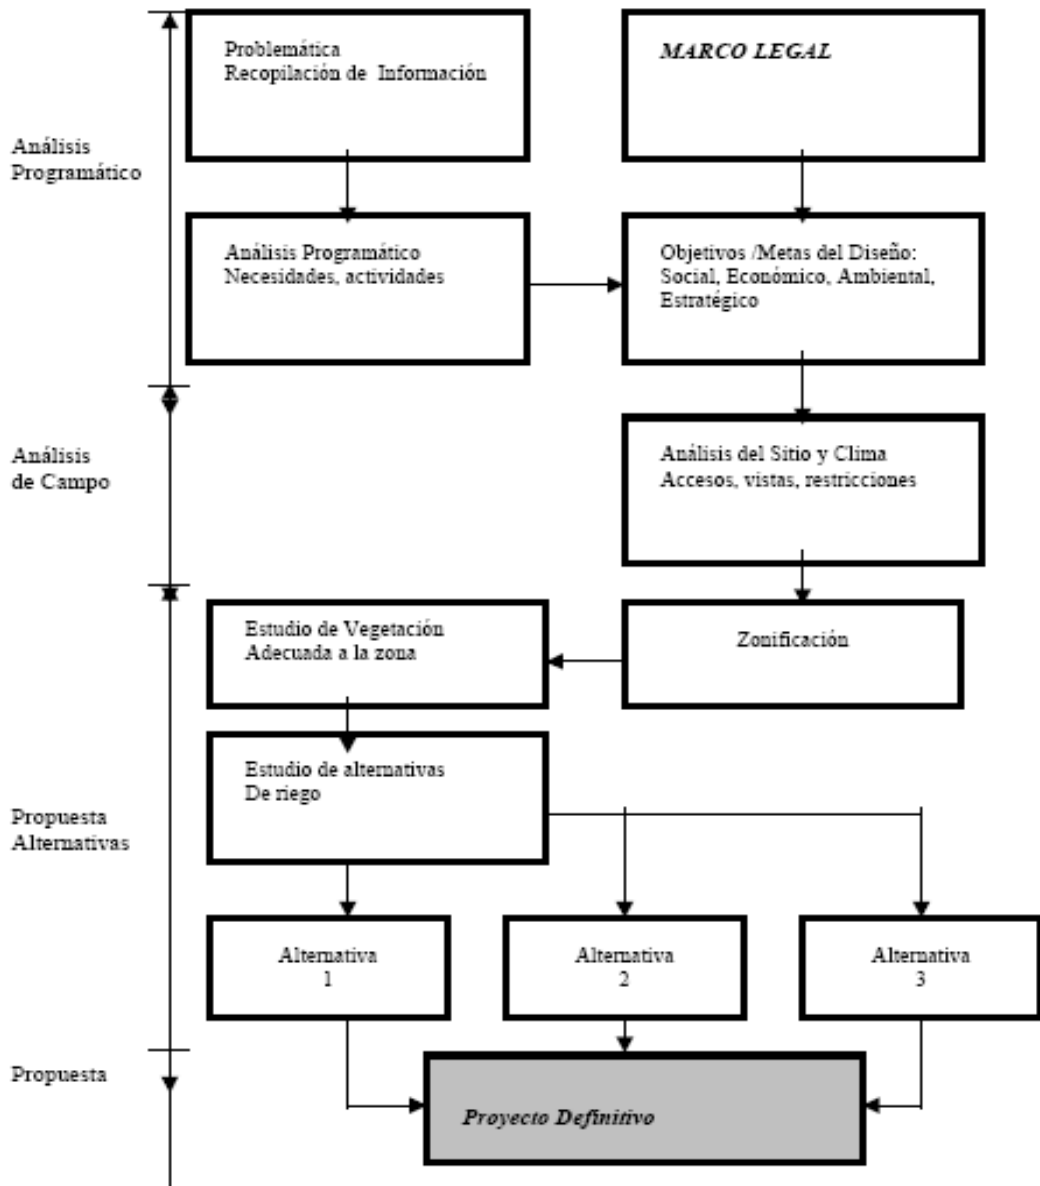 Problemática
Recopilación de Información
MARCO LEGAL
Análisis
Programático
Análisis Programático
Necesidades, actividades
Objetivos /Metas del Diseño:
Social, Económico, Ambiental,
Estratégico
Análisis
de Campo
Análisis del Sitio y Clima
Accesos, vistas, restricciones
Estudio de Vegetación
Adecuada a la zona
Zonificación
Estudio de alternativas
De riego
Propuesta
Alternativas
Alternativa
1
Alternativa
2
Alternativa
3
Propuesta
Proyecto Definitivo